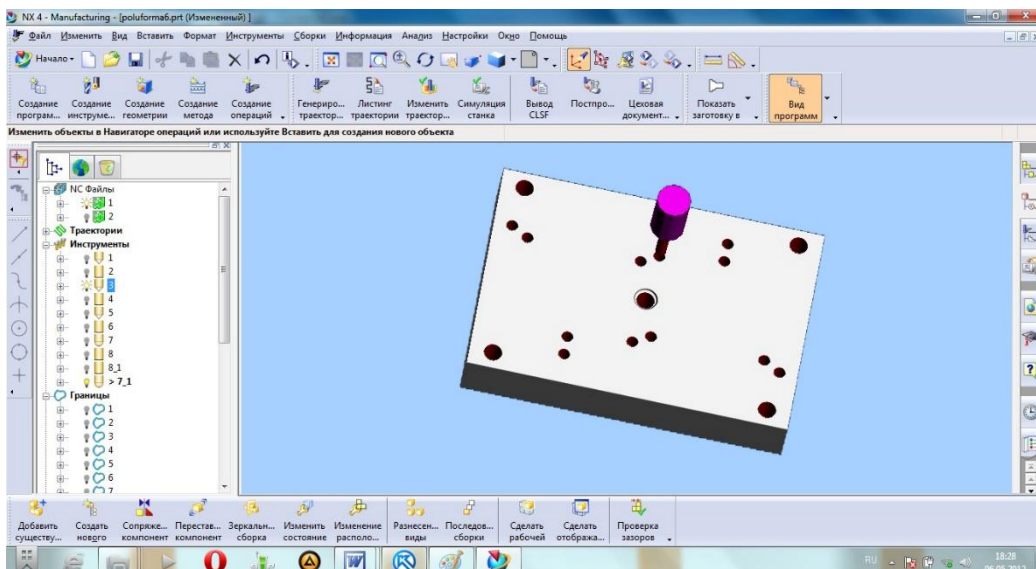 NX 4 - Manufacturing - [poluforma6.prt (Измененный) ]
Файл Изменить Вид Вставить Формат Инструменты Сборки Информация Анализ Настройки Окно Помощь
Начало
Создание програм... Создание инструме... Создание геометрии Создание метода Создание операций Генериро... траектор... Листинг траектории Изменить траектор... Симуляция станка Вывод CLSF Постпро... Цеховая документ... Показать заготовку в Вид программ
Изменить объекты в Навигаторе операций или используйте Вставить для создания нового объекта
NC Файлы
1
2
Траектории
Инструменты
1
2
3
4
5
6
7
8
8_1
> 7_1
Границы
1
2
3
4
5
6
7
Добавить существу... Создать нового Сопряже... компонент Перестав... компонент Зеркальн... сборка Изменить состояние Изменение располо... Разнесен... виды Последов... сборки Сделать рабочей Сделать отобража... Проверка зазоров
RU 18:28
06.05.2012